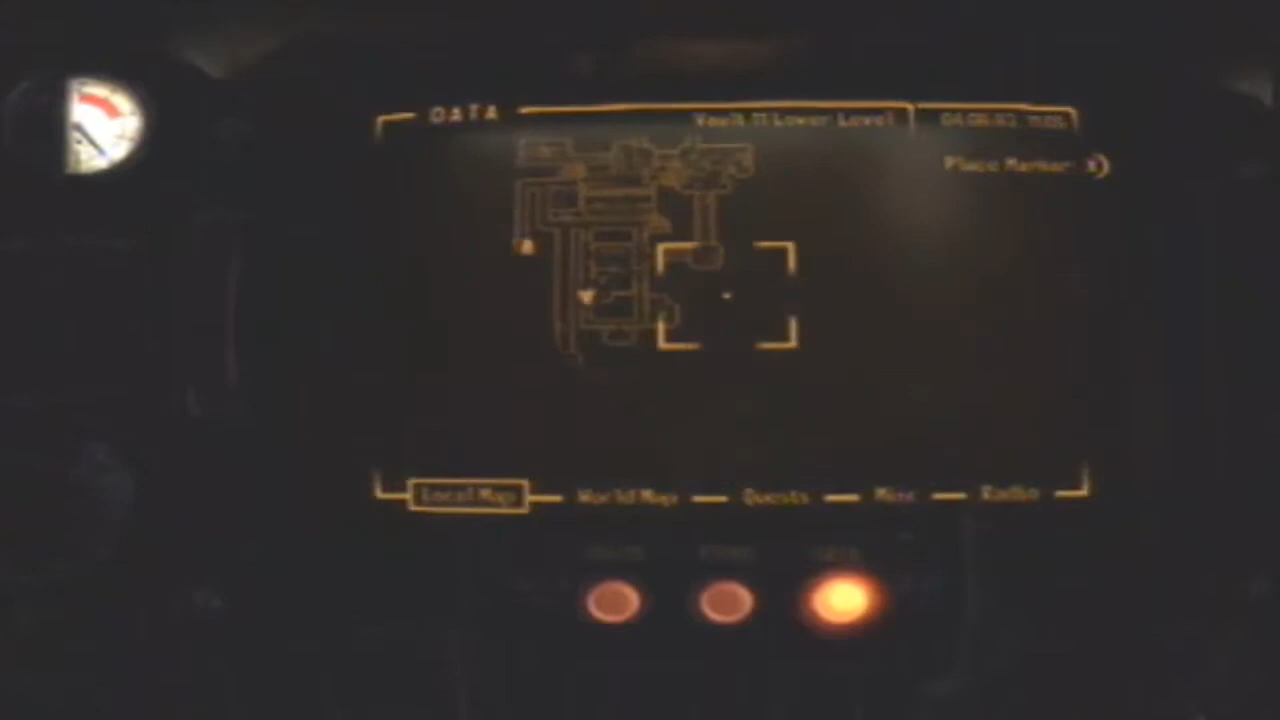 DATA
Vault 11 Lower Level
Place Marker X)
Local Map World Map Quests Misc Radio